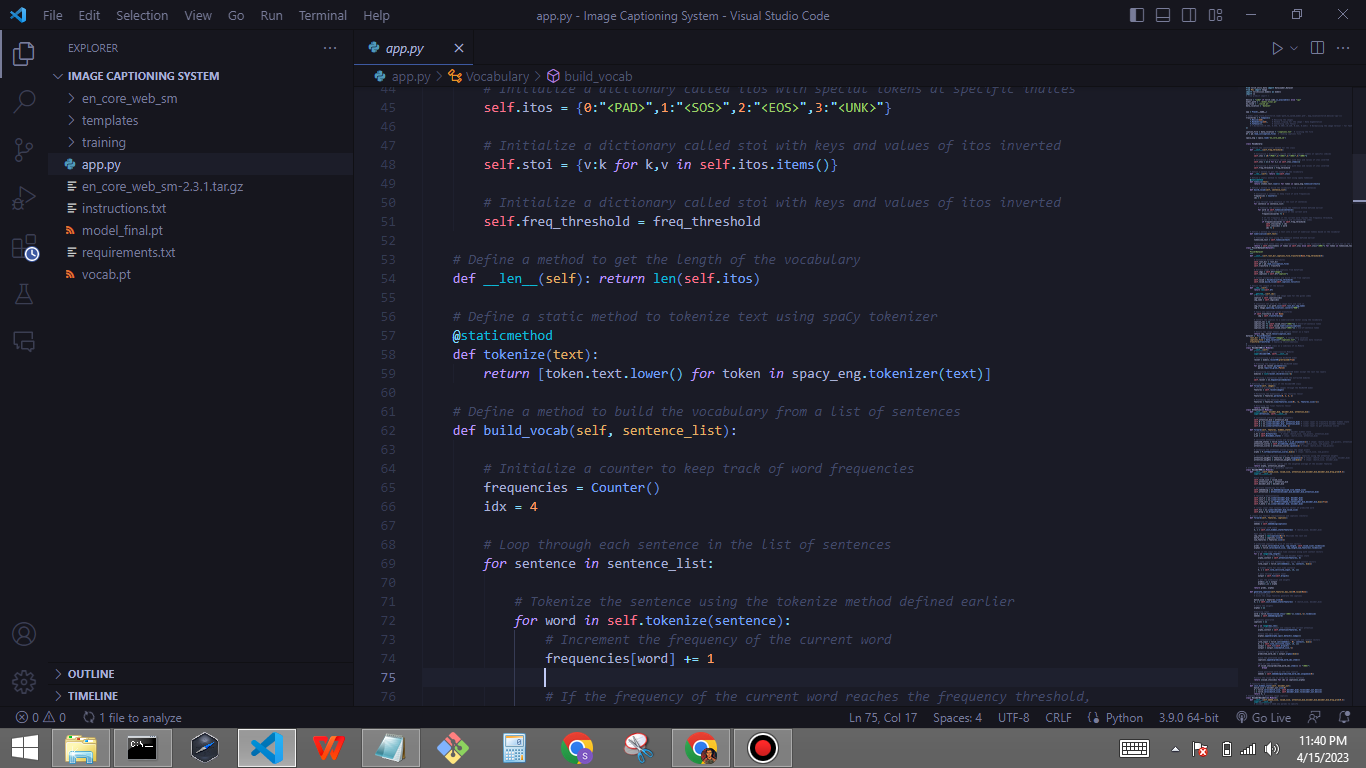 File Edit Selection View Go Run Terminal Help app.py - Image Captioning System - Visual Studio Code
EXPLORER
IMAGE CAPTIONING SYSTEM
en_core_web_sm
templates
training
app.py
en_core_web_sm-2.3.1.tar.gz
instructions.txt
model_final.pt
requirements.txt
vocab.pt
OUTLINE
TIMELINE
app.py
app.py > Vocabulary > build_vocab
44 # Initialize a dictionary called itos with special tokens at specific indices
45 self.itos = {0:"<PAD>",1:"<SOS>",2:"<EOS>",3:"<UNK>"}
46
47 # Initialize a dictionary called stoi with keys and values of itos inverted
48 self.stoi = {v:k for k,v in self.itos.items()}
49
50 # Initialize a dictionary called stoi with keys and values of itos inverted
51 self.freq_threshold = freq_threshold
52
53 # Define a method to get the length of the vocabulary
54 def __len__(self): return len(self.itos)
55
56 # Define a static method to tokenize text using spaCy tokenizer
57 @staticmethod
58 def tokenize(text):
59 return [token.text.lower() for token in spacy_eng.tokenizer(text)]
60
61 # Define a method to build the vocabulary from a list of sentences
62 def build_vocab(self, sentence_list):
63
64 # Initialize a counter to keep track of word frequencies
65 frequencies = Counter()
66 idx = 4
67
68 # Loop through each sentence in the list of sentences
69 for sentence in sentence_list:
70
71 # Tokenize the sentence using the tokenize method defined earlier
72 for word in self.tokenize(sentence):
73 # Increment the frequency of the current word
74 frequencies[word] += 1
75
76 # If the frequency of the current word reaches the frequency threshold,
0 0 1 file to analyze Ln 75, Col 17 Spaces: 4 UTF-8 CRLF Python 3.9.0 64-bit Go Live
C:\_
S
11:40 PM
4/15/2023